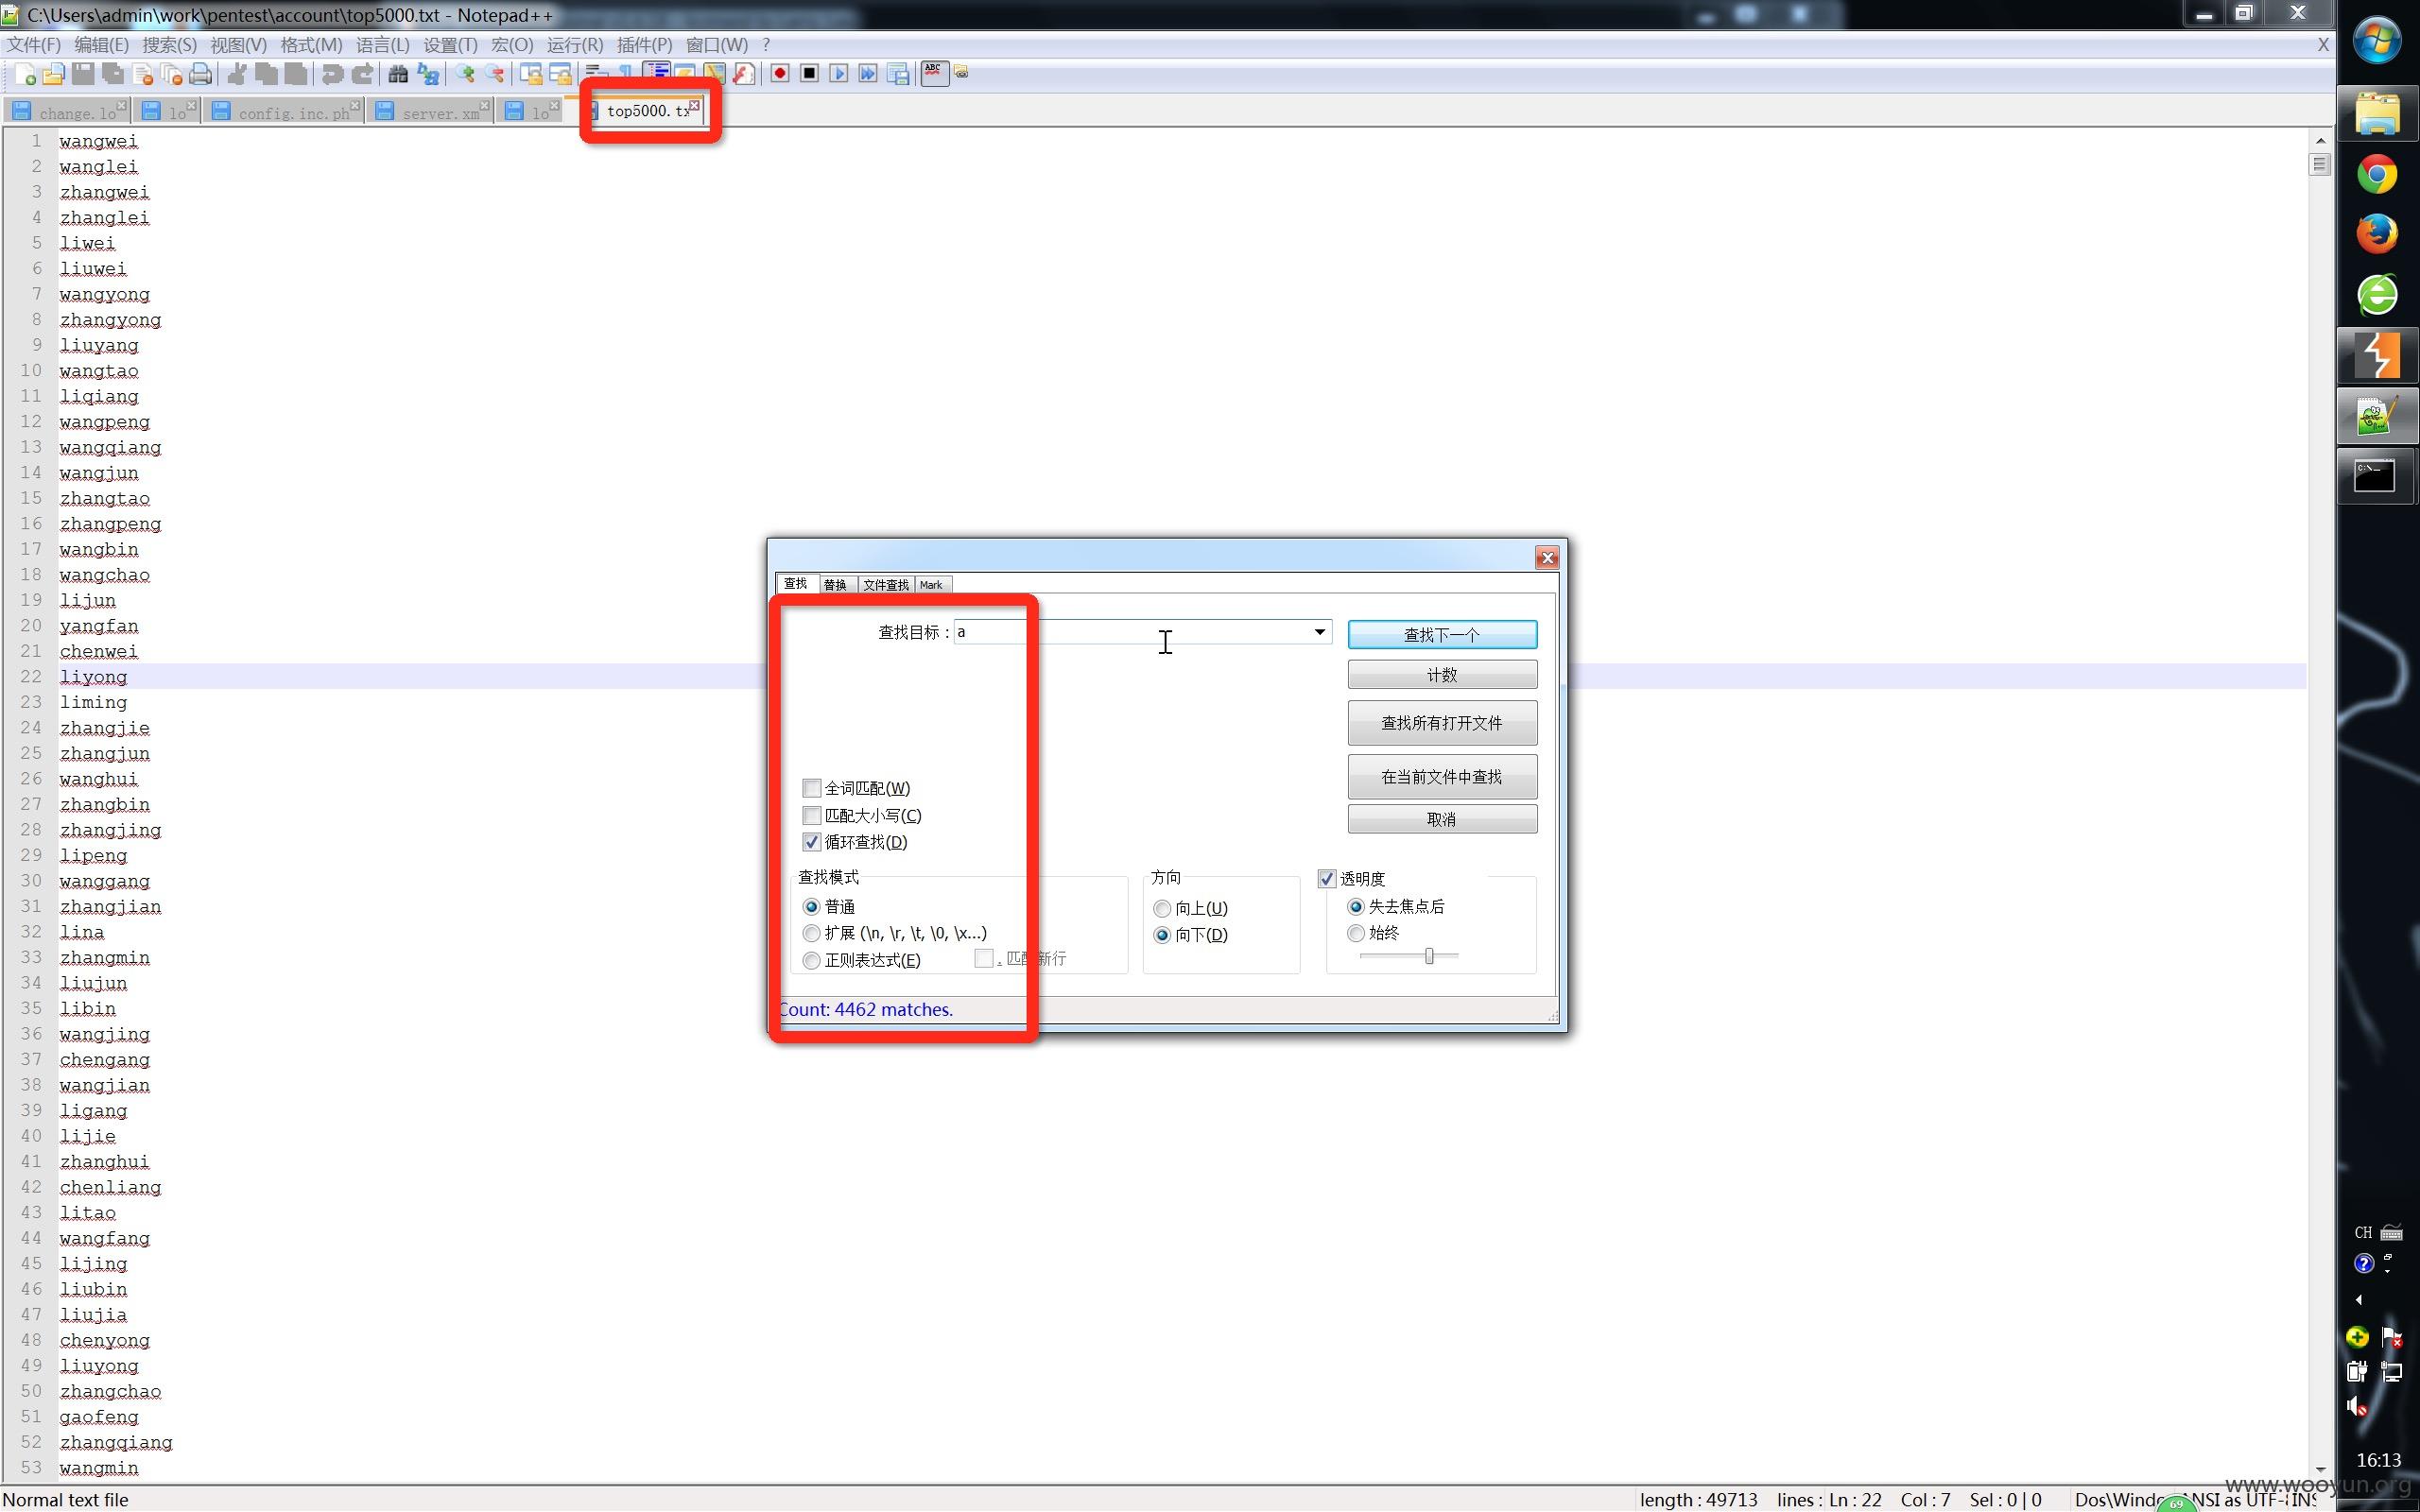 C:\Users\admin\work\pentest\account\top5000.txt - Notepad++
文件(F) 编辑(E) 搜索(S) 视图(V) 格式(M) 语言(L) 设置(T) 宏(O) 运行(R) 插件(P) 窗口(W) ? X
change.lo lo config.inc.ph server.xm lo top5000.tx
1 wangwei
2 wanglei
3 zhangwei
4 zhanglei
5 liwei
6 liuwei
7 wangyong
8 zhangyong
9 liuyang
10 wangtao
11 liqiang
12 wangpeng
13 wangqiang
14 wangjun
15 zhangtao
16 zhangpeng
17 wangbin
18 wangchao
19 lijun
20 yangfan
21 chenwei
22 liyong
23 liming
24 zhangjie
25 zhangjun
26 wanghui
27 zhangbin
28 zhangjing
29 lipeng
30 wanggang
31 zhangjian
32 lina
33 zhangmin
34 liujun
35 libin
36 wangjing
37 chengang
38 wangjian
39 ligang
40 lijie
41 zhanghui
42 chenliang
43 litao
44 wangfang
45 lijing
46 liubin
47 liujia
48 chenyong
49 liuyong
50 zhangchao
51 gaofeng
52 zhangqiang
53 wangmin
查找 替换 文件查找 Mark
查找目标 : a
查找下一个
计数
查找所有打开文件
在当前文件中查找
取消
全词匹配(W)
匹配大小写(C)
循环查找(D)
查找模式
普通
扩展 (\n, \r, \t, \0, \x...)
正则表达式(E) . 匹配新行
方向
向上(U)
向下(D)
透明度
失去焦点后
始终
Count: 4462 matches.
CH
16:13
www.wooyun.org
Normal text file
length : 49713 lines : Ln : 22 Col : 7 Sel : 0 | 0 Dos\Windo ANSI as UTF-8 INS
69